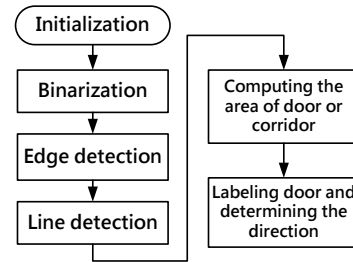 Initialization
Binarization
Edge detection
Line detection
Computing the
area of door or
corridor
Labeling door and
determining the
direction